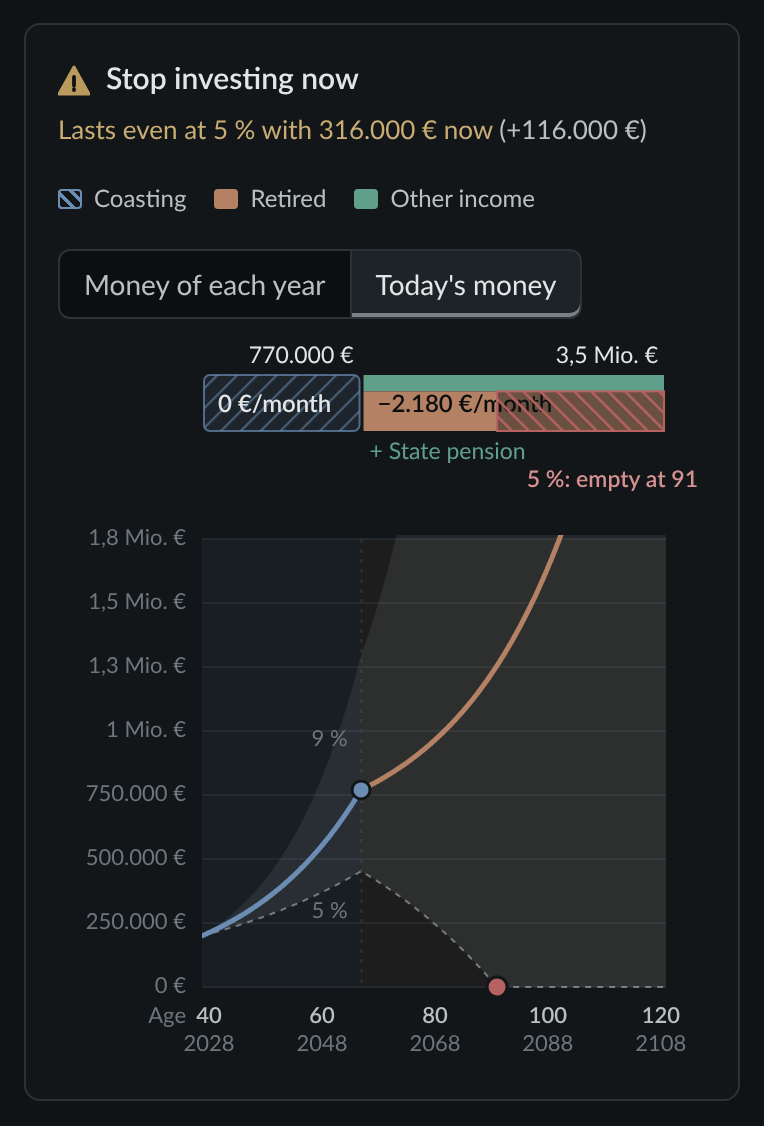 Stop investing now
Lasts even at 5 % with 316.000 € now (+116.000 €)
Coasting Retired Other income
Money of each year Today's money
770.000 € 3,5 Mio. €
0 €/month −2.180 €/month
+ State pension
5 %: empty at 91
1,8 Mio. €
1,5 Mio. €
1,3 Mio. €
1 Mio. €
9 %
750.000 €
500.000 €
250.000 €
5 %
0 €
Age 40 60 80 100 120
2028 2048 2068 2088 2108